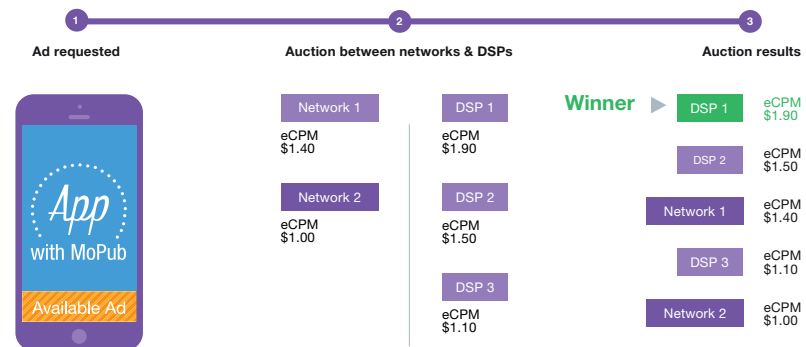 1
2
3
Ad requested
Auction between networks & DSPs
Auction results
App
with MoPub
Available Ad
Network 1
eCPM
$1.40
Network 2
eCPM
$1.00
DSP 1
eCPM
$1.90
DSP 2
eCPM
$1.50
DSP 3
eCPM
$1.10
Winner
DSP 1
eCPM
$1.90
DSP 2
eCPM
$1.50
Network 1
eCPM
$1.40
DSP 3
eCPM
$1.10
Network 2
eCPM
$1.00